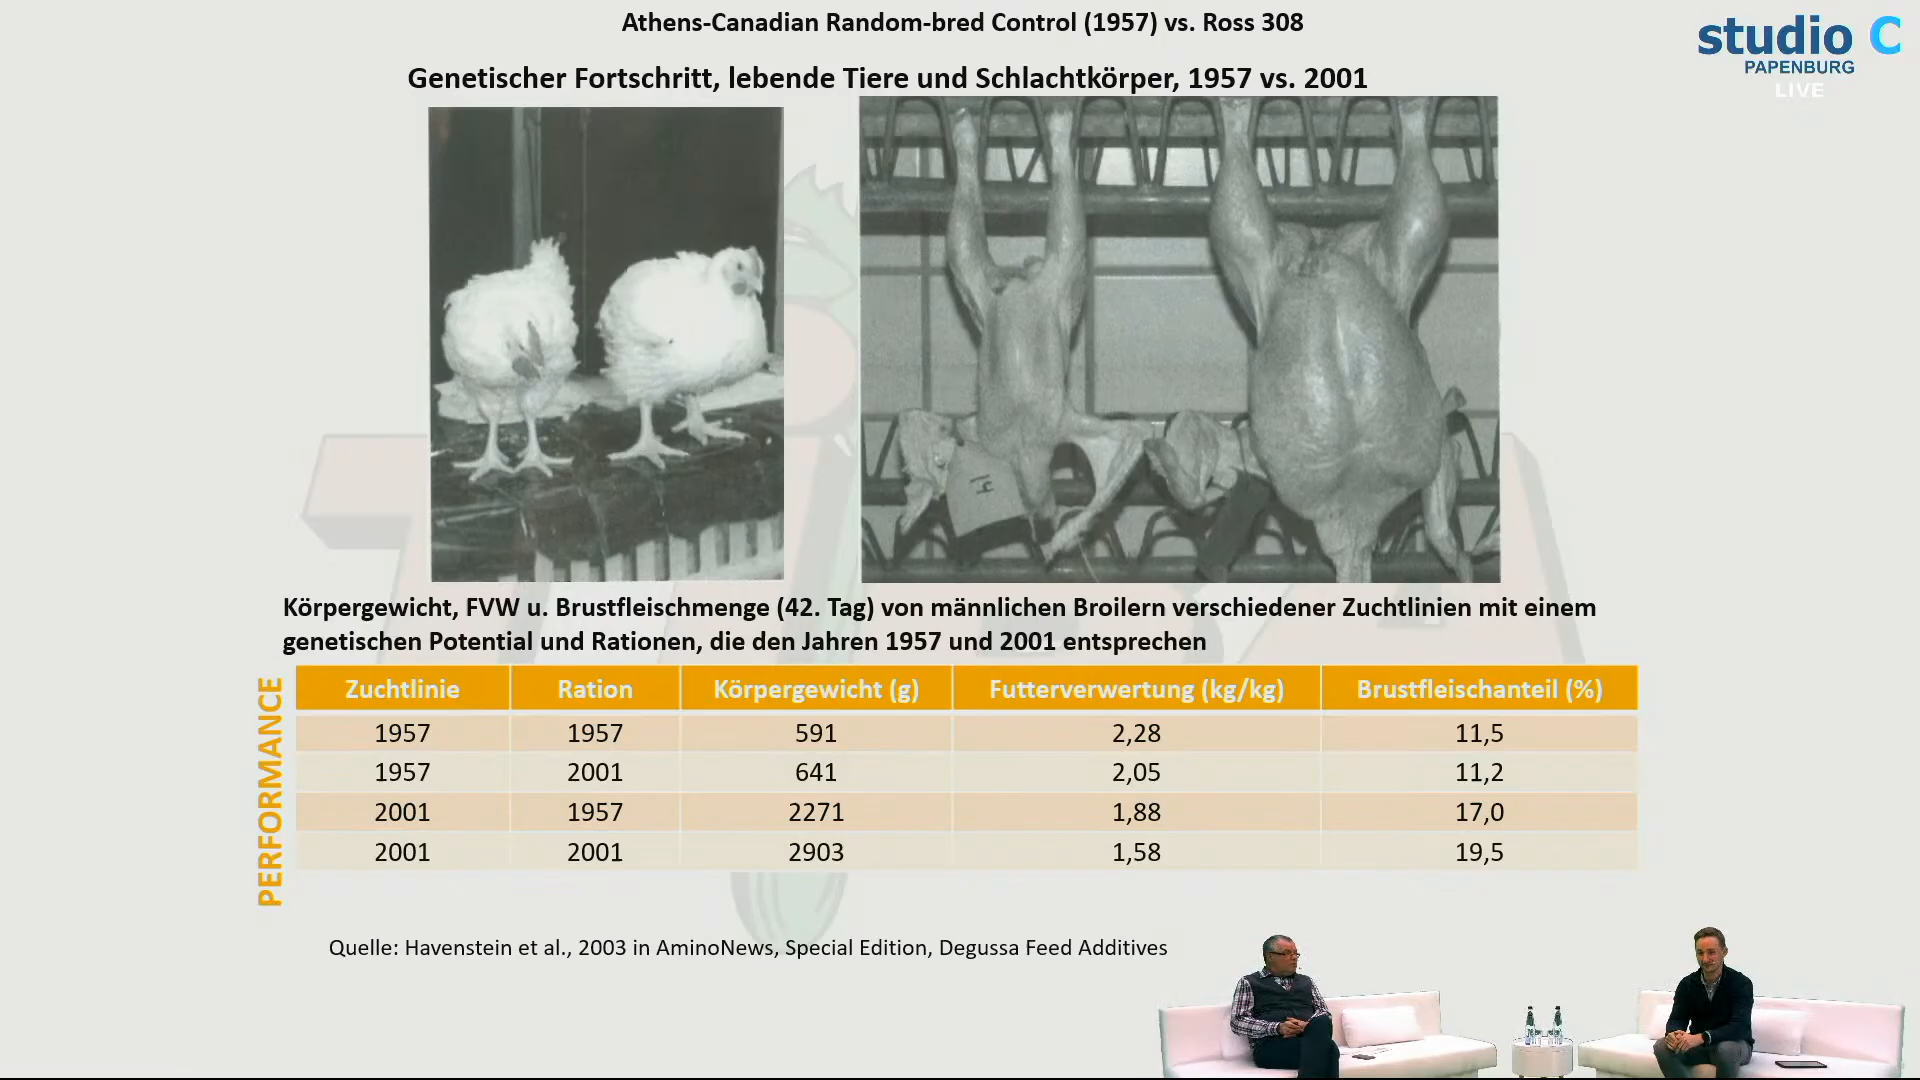 Athens-Canadian Random-bred Control (1957) vs. Ross 308
studio C
PAPENBURG
LIVE
Genetischer Fortschritt, lebende Tiere und Schlachtkörper, 1957 vs. 2001
14
Körpergewicht, FVW u. Brustfleischmenge (42. Tag) von männlichen Broilern verschiedener Zuchtlinien mit einem
genetischen Potential und Rationen, die den Jahren 1957 und 2001 entsprechen
PERFORMANCE
Zuchtlinie Ration Körpergewicht (g) Futterverwertung (kg/kg) Brustfleischanteil (%)
1957 1957 591 2,28 11,5
1957 2001 641 2,05 11,2
2001 1957 2271 1,88 17,0
2001 2001 2903 1,58 19,5
Quelle: Havenstein et al., 2003 in AminoNews, Special Edition, Degussa Feed Additives